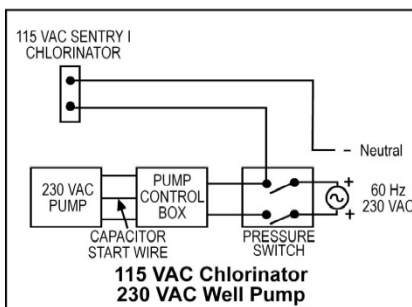 115 VAC SENTRY I
CHLORINATOR
– Neutral
230 VAC
PUMP
PUMP
CONTROL
BOX
+
60 Hz
230 VAC
+
CAPACITOR
START WIRE
PRESSURE
SWITCH
115 VAC Chlorinator
230 VAC Well Pump